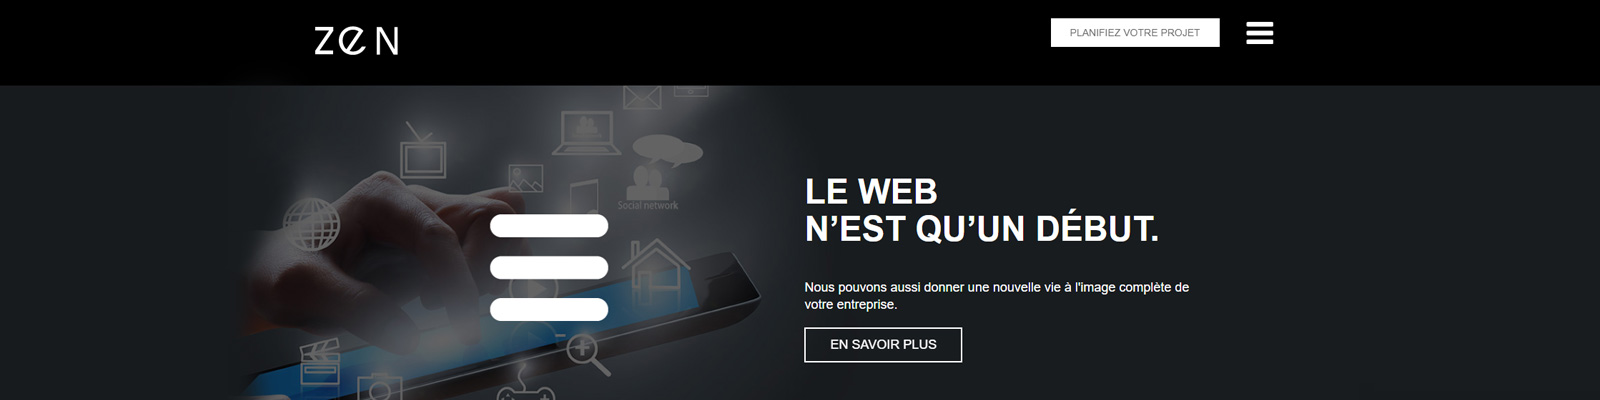 ZEN
PLANIFIEZ VOTRE PROJET
Social network
LE WEB
N’EST QU’UN DÉBUT.
Nous pouvons aussi donner une nouvelle vie à l'image complète de
votre entreprise.
EN SAVOIR PLUS